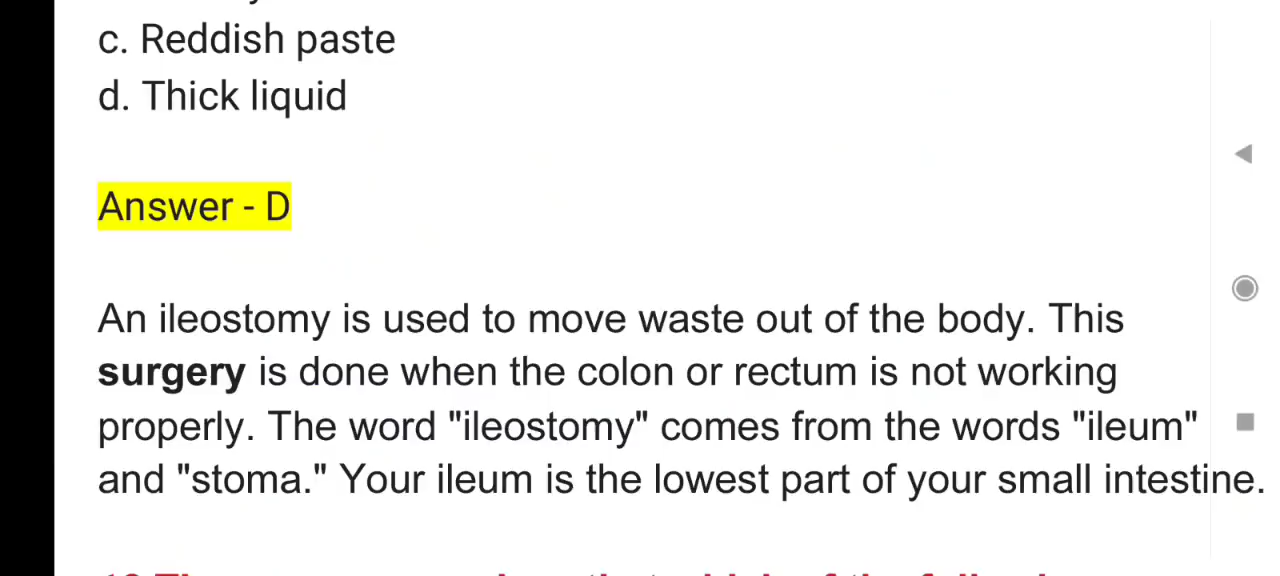 c. Reddish paste
d. Thick liquid
Answer - D
An ileostomy is used to move waste out of the body. This
surgery is done when the colon or rectum is not working
properly. The word "ileostomy" comes from the words "ileum"
and "stoma." Your ileum is the lowest part of your small intestine.